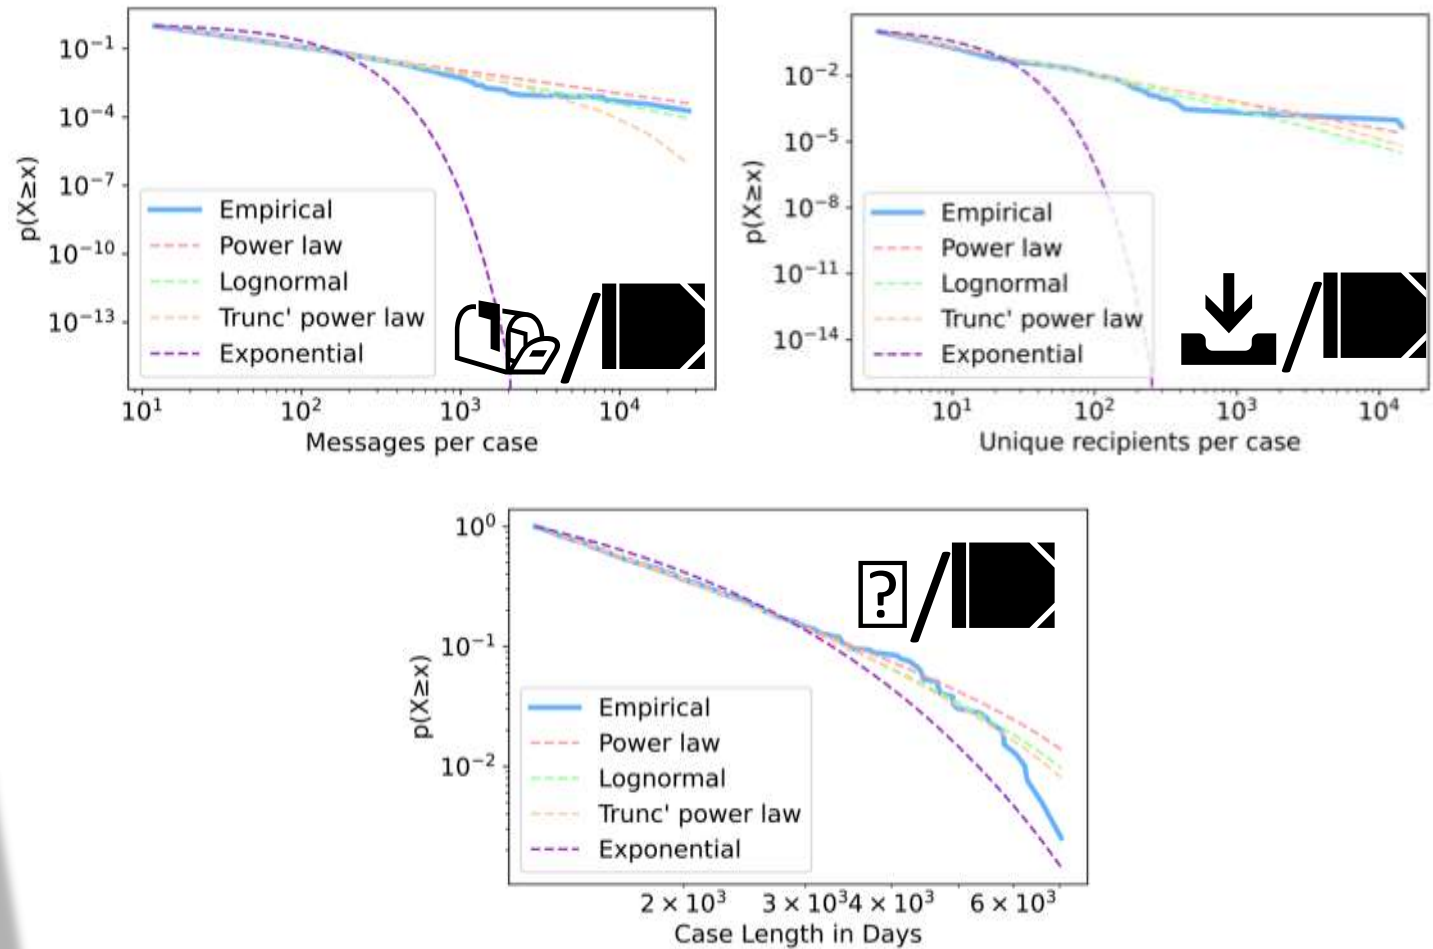 10⁻¹
10⁻⁴
10⁻⁷
10⁻¹⁰
10⁻¹³
p(X≥x)
Empirical
Power law
Lognormal
Trunc' power law
Exponential
/
10¹ 10² 10³ 10⁴
Messages per case
10⁻²
10⁻⁵
10⁻⁸
10⁻¹¹
10⁻¹⁴
p(X≥x)
Empirical
Power law
Lognormal
Trunc' power law
Exponential
/
10¹ 10² 10³ 10⁴
Unique recipients per case
10⁰
10⁻¹
10⁻²
p(X≥x)
?/
Empirical
Power law
Lognormal
Trunc' power law
Exponential
2 × 10³ 3 × 10³4 × 10³ 6 × 10³
Case Length in Days